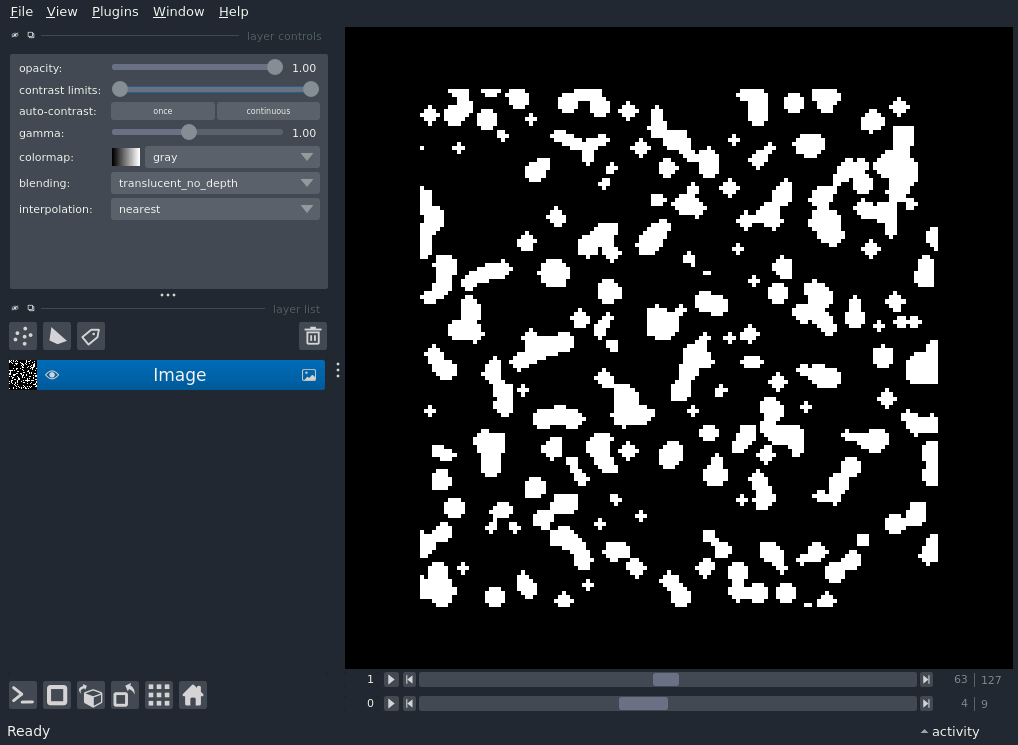 File View Plugins Window Help
layer controls
opacity: 1.00
contrast limits:
auto-contrast: once continuous
gamma: 1.00
colormap: gray
blending: translucent_no_depth
interpolation: nearest
layer list
Image
1 63 127
0 4 9
Ready activity